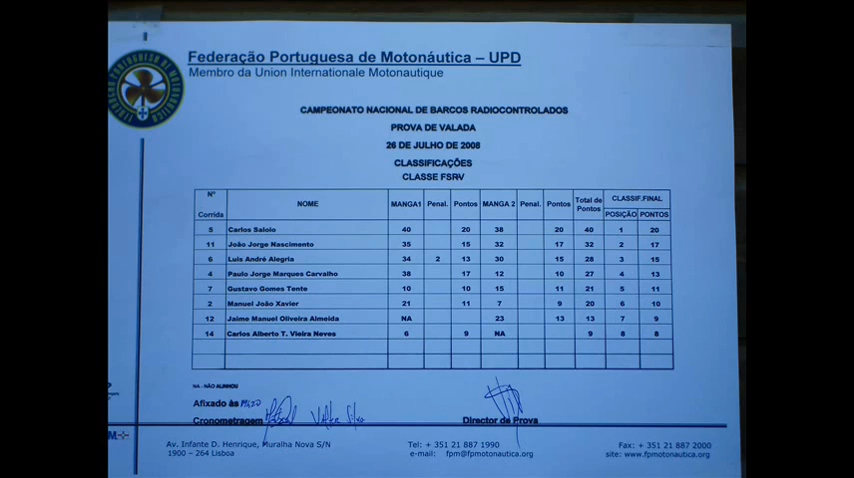 Federação Portuguesa de Motonáutica – UPD
Membro da Union Internationale Motonautique
CAMPEONATO NACIONAL DE BARCOS RADIOCONTROLADOS
PROVA DE VALADA
26 DE JULHO DE 2008
CLASSIFICAÇÕES
CLASSE FSRV
Nº Corrida NOME MANGA1 Penal. Pontos MANGA 2 Penal. Pontos Total de Pontos CLASSIF.FINAL
POSIÇÃO PONTOS
5 Carlos Saloio 40 20 38 20 40 1 20
11 João Jorge Nascimento 35 15 32 17 32 2 17
6 Luis André Alegria 34 2 13 30 15 28 3 15
4 Paulo Jorge Marques Carvalho 38 17 12 10 27 4 13
7 Gustavo Gomes Tente 10 10 15 11 21 5 11
2 Manuel João Xavier 21 11 7 9 20 6 10
12 Jaime Manuel Oliveira Almeida NA 23 13 13 7 9
14 Carlos Alberto T. Vieira Neves 6 9 NA 9 8 8
NA - NÃO ALINHOU
Afixado às
Cronometragem Silva
Director de Prova
Av. Infante D. Henrique, Muralha Nova S/N
1900 – 264 Lisboa
Tel: + 351 21 887 1990
e-mail: fpm@fpmotonautica.org
Fax: + 351 21 887 2000
site: www.fpmotonautica.org